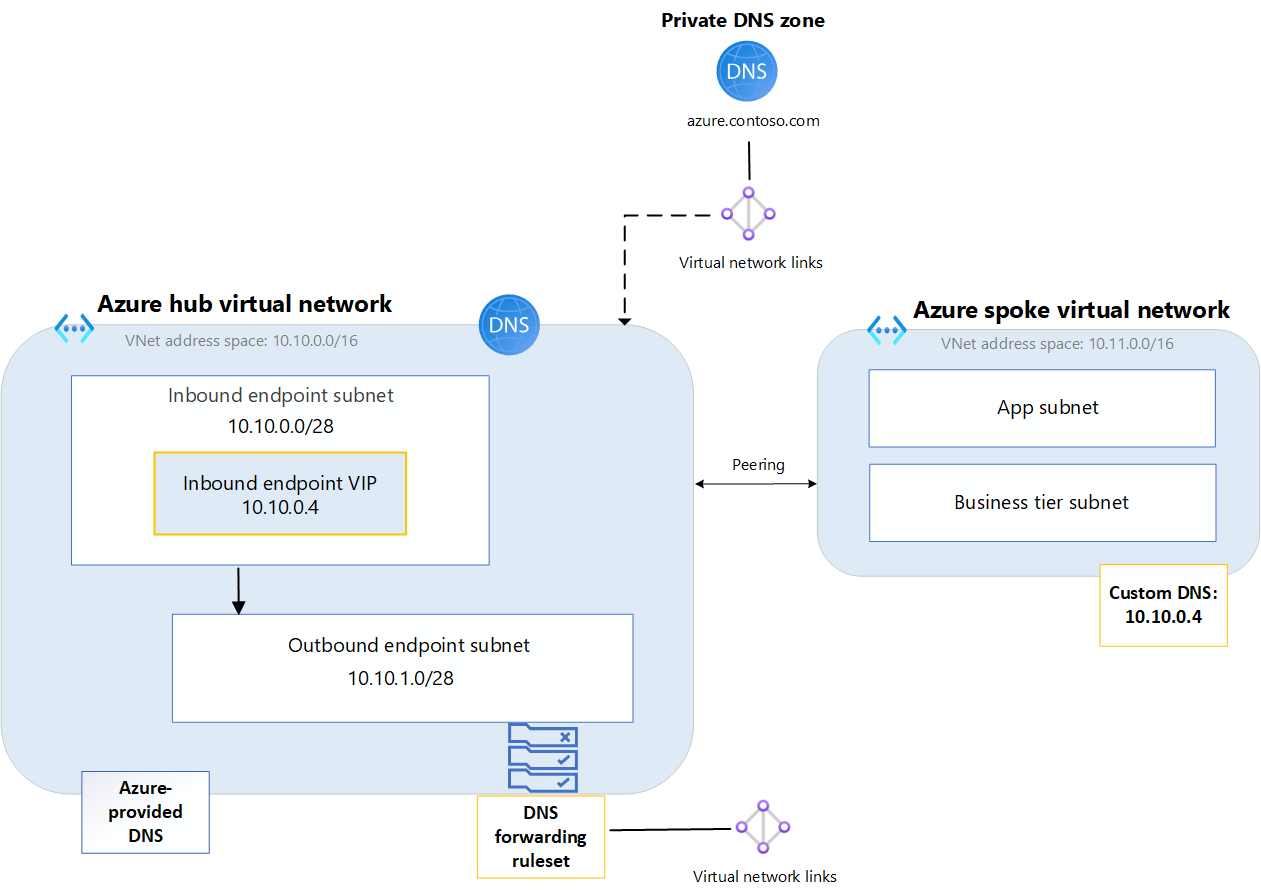 Private DNS zone
DNS
azure.contoso.com
Virtual network links
Azure hub virtual network
VNet address space: 10.10.0.0/16
DNS
Inbound endpoint subnet
10.10.0.0/28
Inbound endpoint VIP
10.10.0.4
Outbound endpoint subnet
10.10.1.0/28
Azure-
provided
DNS
DNS
forwarding
ruleset
Virtual network links
Peering
Azure spoke virtual network
VNet address space: 10.11.0.0/16
App subnet
Business tier subnet
Custom DNS:
10.10.0.4